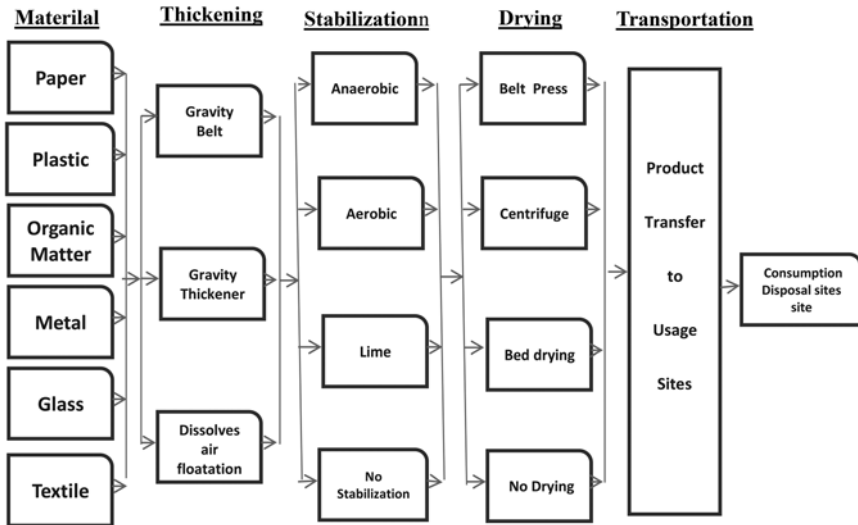 Materilal
Thickening
Stabilizationn
Drying
Transportation
Paper
Plastic
Organic
Matter
Metal
Glass
Textile
Gravity
Belt
Gravity
Thickener
Dissolves
air
floatation
Anaerobic
Aerobic
Lime
No
Stabilization
Belt Press
Centrifuge
Bed drying
No Drying
Product
Transfer
to
Usage
Sites
Consumption
Disposal sites
site